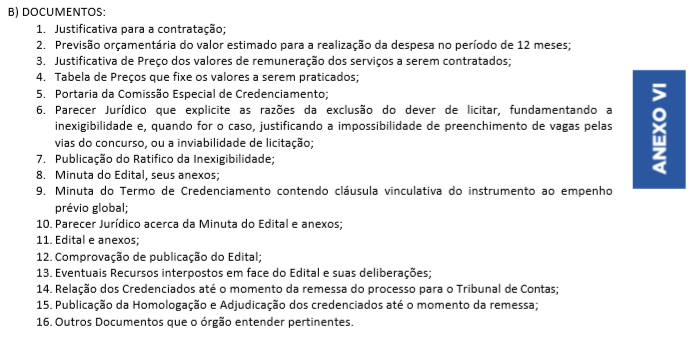 B) DOCUMENTOS:
1. Justificativa para a contratação;
2. Previsão orçamentária do valor estimado para a realização da despesa no período de 12 meses;
3. Justificativa de Preço dos valores de remuneração dos serviços a serem contratados;
4. Tabela de Preços que fixe os valores a serem praticados;
5. Portaria da Comissão Especial de Credenciamento;
6. Parecer Jurídico que explicite as razões da exclusão do dever de licitar, fundamentando a
inexigibilidade e, quando for o caso, justificando a impossibilidade de preenchimento de vagas pelas
vias do concurso, ou a inviabilidade de licitação;
7. Publicação do Ratifico da Inexigibilidade;
8. Minuta do Edital, seus anexos;
9. Minuta do Termo de Credenciamento contendo cláusula vinculativa do instrumento ao empenho
prévio global;
10. Parecer Jurídico acerca da Minuta do Edital e anexos;
11. Edital e anexos;
12. Comprovação de publicação do Edital;
13. Eventuais Recursos interpostos em face do Edital e suas deliberações;
14. Relação dos Credenciados até o momento da remessa do processo para o Tribunal de Contas;
15. Publicação da Homologação e Adjudicação dos credenciados até o momento da remessa;
16. Outros Documentos que o órgão entender pertinentes.
ANEXO VI